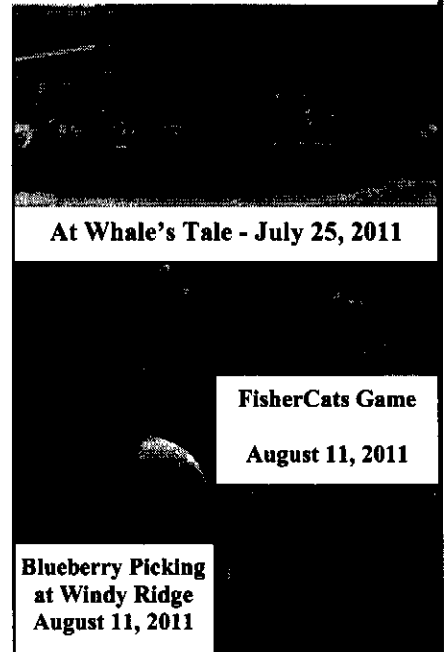 At Whale's Tale - July 25, 2011
FisherCats Game
August 11, 2011
Blueberry Picking
at Windy Ridge
August 11, 2011